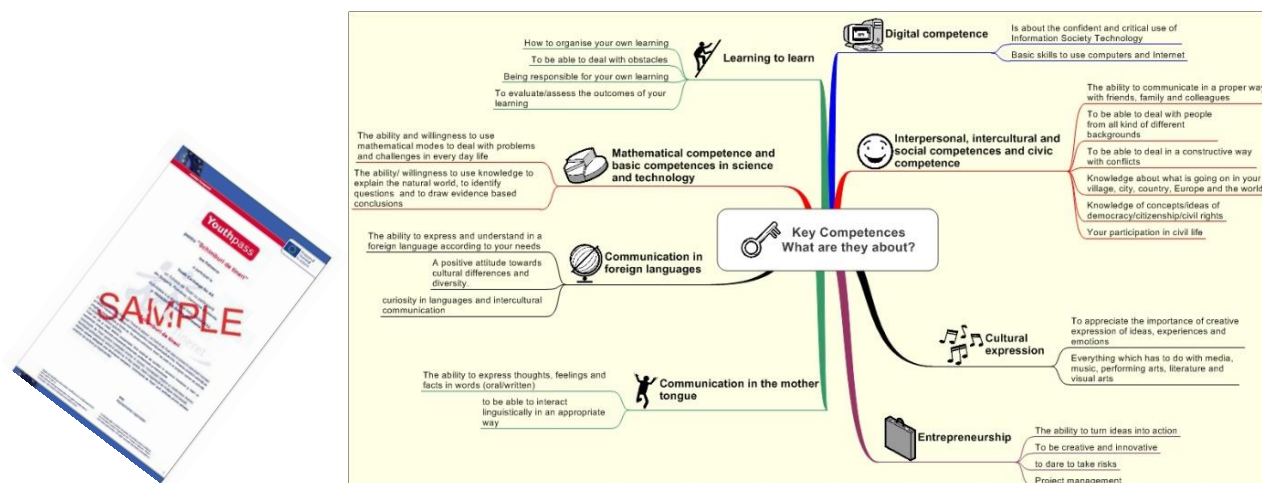 Youthpass
SAMPLE
Key Competences
What are they about?
Digital competence
Is about the confident and critical use of
Information Society Technology
Basic skills to use computers and Internet
Interpersonal, intercultural and
social competences and civic
competence
The ability to communicate in a proper way
with friends, family and colleagues
To be able to deal with people
from all kind of different
backgrounds
To be able to deal in a constructive way
with conflicts
Knowledge about what is going on in your
village, city, country, Europe and the world
Knowledge of concepts/ideas of
democracy/citizenship/civil rights
Your participation in civil life
Cultural
expression
To appreciate the importance of creative
expression of ideas, experiences and
emotions
Everything which has to do with media,
music, performing arts, literature and
visual arts
Entrepreneurship
The ability to turn ideas into action
To be creative and innovative
to dare to take risks
Project management
Learning to learn
How to organise your own learning
To be able to deal with obstacles
Being responsible for your own learning
To evaluate/assess the outcomes of your
learning
Mathematical competence and
basic competences in science
and technology
The ability and willingness to use
mathematical modes to deal with problems
and challenges in every day life
The ability/ willingness to use knowledge to
explain the natural world, to identify
questions and to draw evidence based
conclusions
Communication in
foreign languages
The ability to express and understand in a
foreign language according to your needs
A positive attitude towards
cultural differences and
diversity.
curiosity in languages and intercultural
communication
Communication in the mother
tongue
The ability to express thoughts, feelings and
facts in words (oral/written)
to be able to interact
linguistically in an appropriate
way